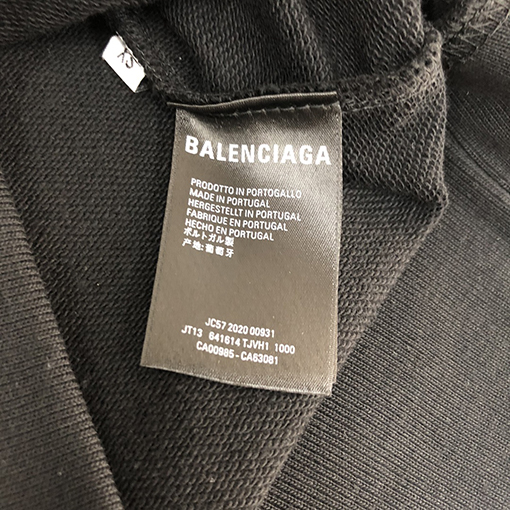 XS
BALENCIAGA
PRODOTTO IN PORTOGALLO
MADE IN PORTUGAL
HERGESTELLT IN PORTUGAL
FABRIQUE EN PORTUGAL
HECHO EN PORTUGAL
ポルトガル製
产地:葡萄牙
JC57 2020 00931
JT13 641614 TJVH1 1000
CA00985 - CA63081